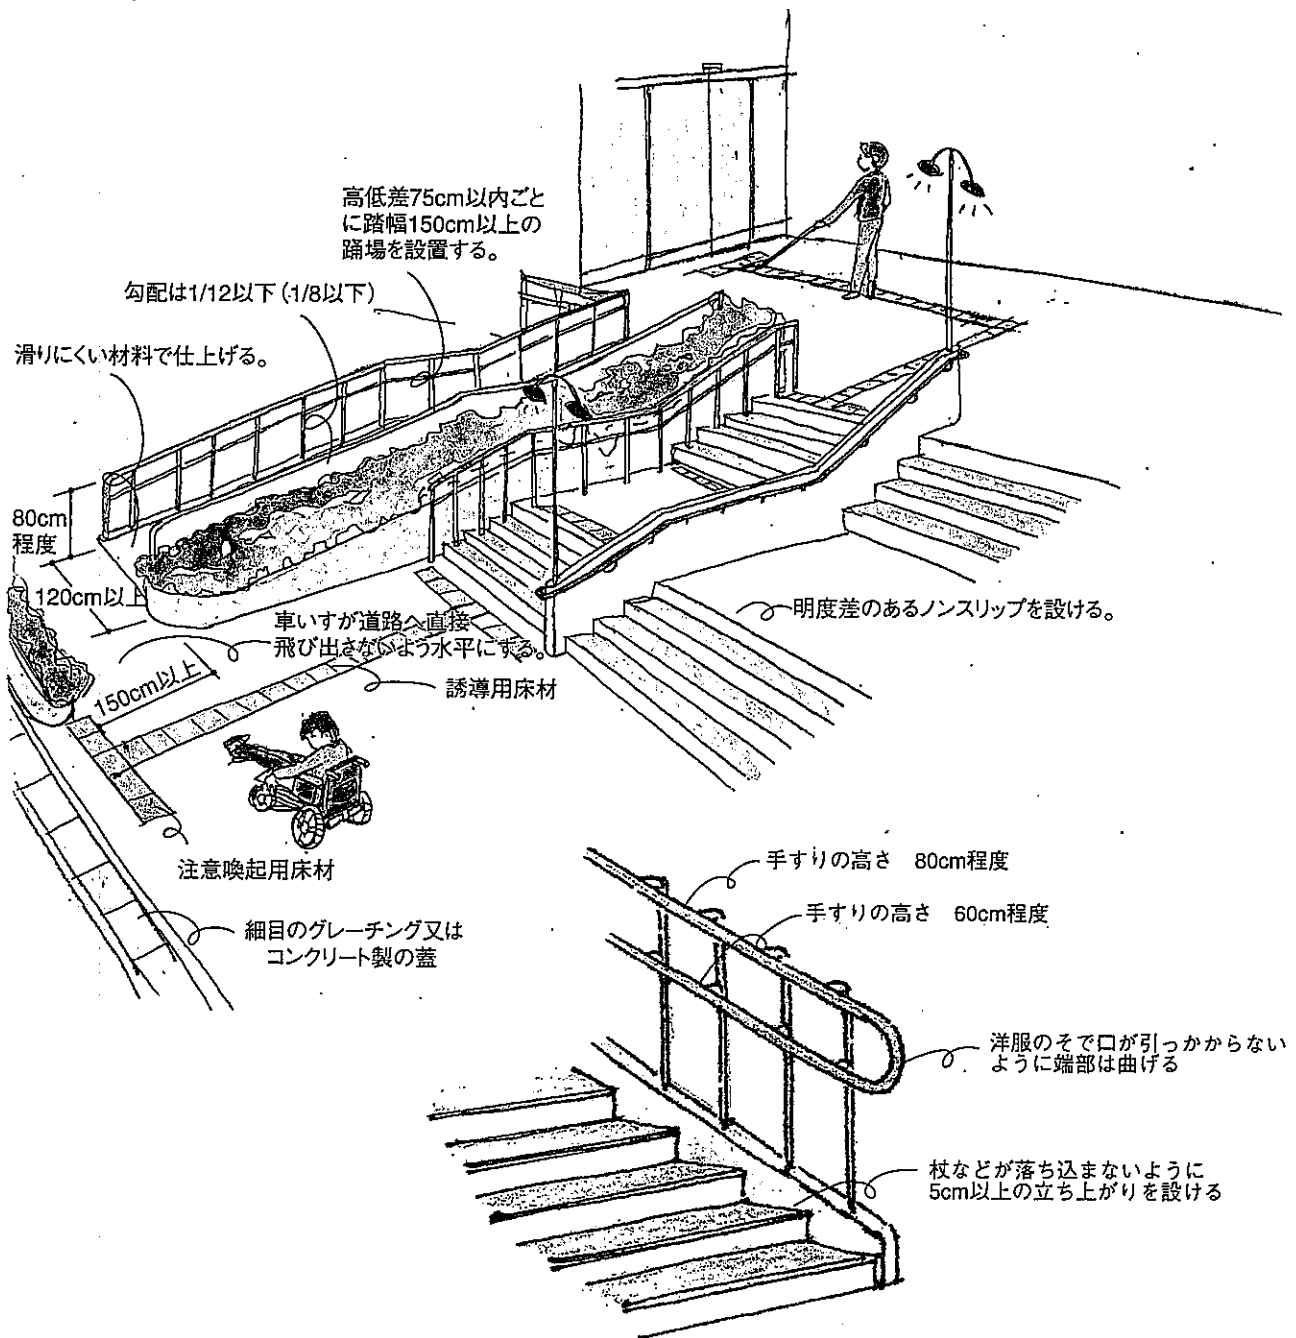 高低差75cm以内ごと
に踏幅150cm以上の
踊場を設置する。
勾配は1/12以下(1/8以下)
滑りにくい材料で仕上げる。
80cm
程度
120cm以上
車いすが道路へ直接
飛び出さないよう水平にする。
明度差のあるノンスリップを設ける。
150cm以上
誘導用床材
注意喚起用床材
細目のグレーチング又は
コンクリート製の蓋
手すりの高さ 80cm程度
手すりの高さ 60cm程度
洋服のそで口が引っかからない
ように端部は曲げる
杖などが落ち込まないように
5cm以上の立ち上がりを設ける